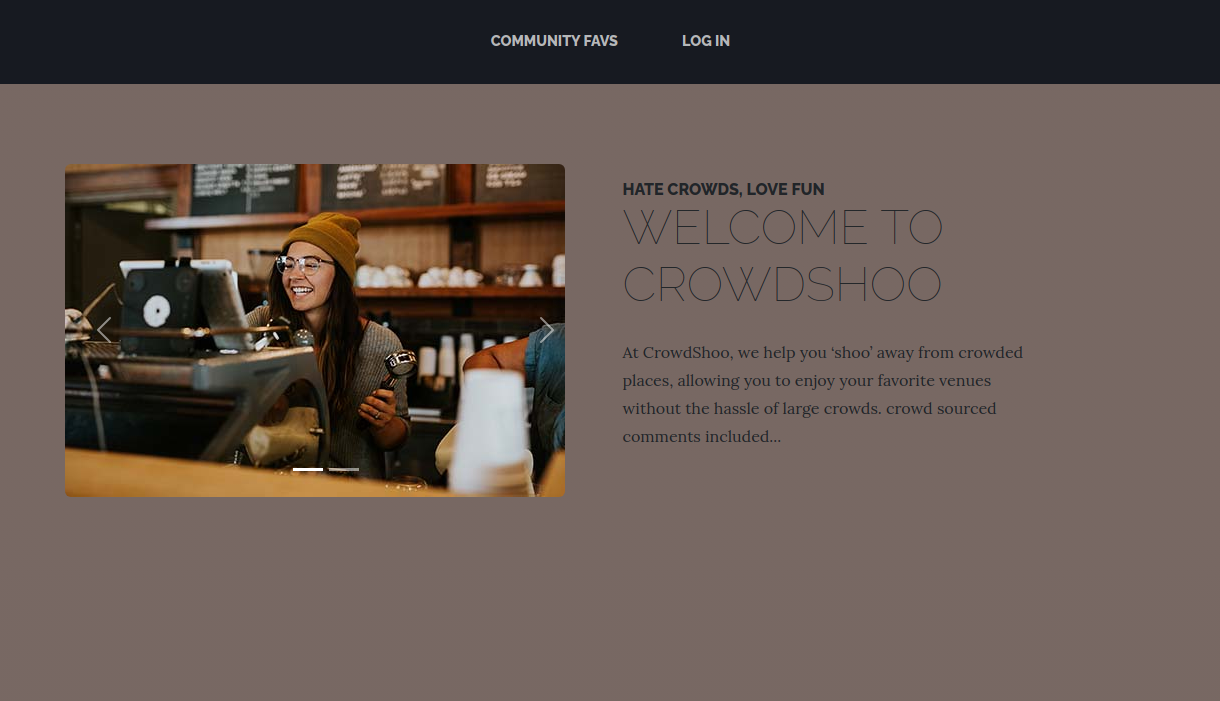 COMMUNITY FAVS LOG IN
HATE CROWDS, LOVE FUN
WELCOME TO
CROWDSHOO
At CrowdShoo, we help you ‘shoo’ away from crowded
places, allowing you to enjoy your favorite venues
without the hassle of large crowds. crowd sourced
comments included...